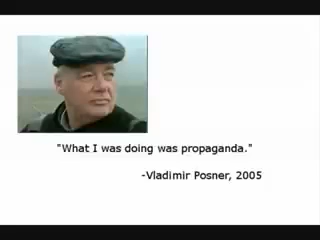 "What I was doing was propaganda."
-Vladimir Posner, 2005